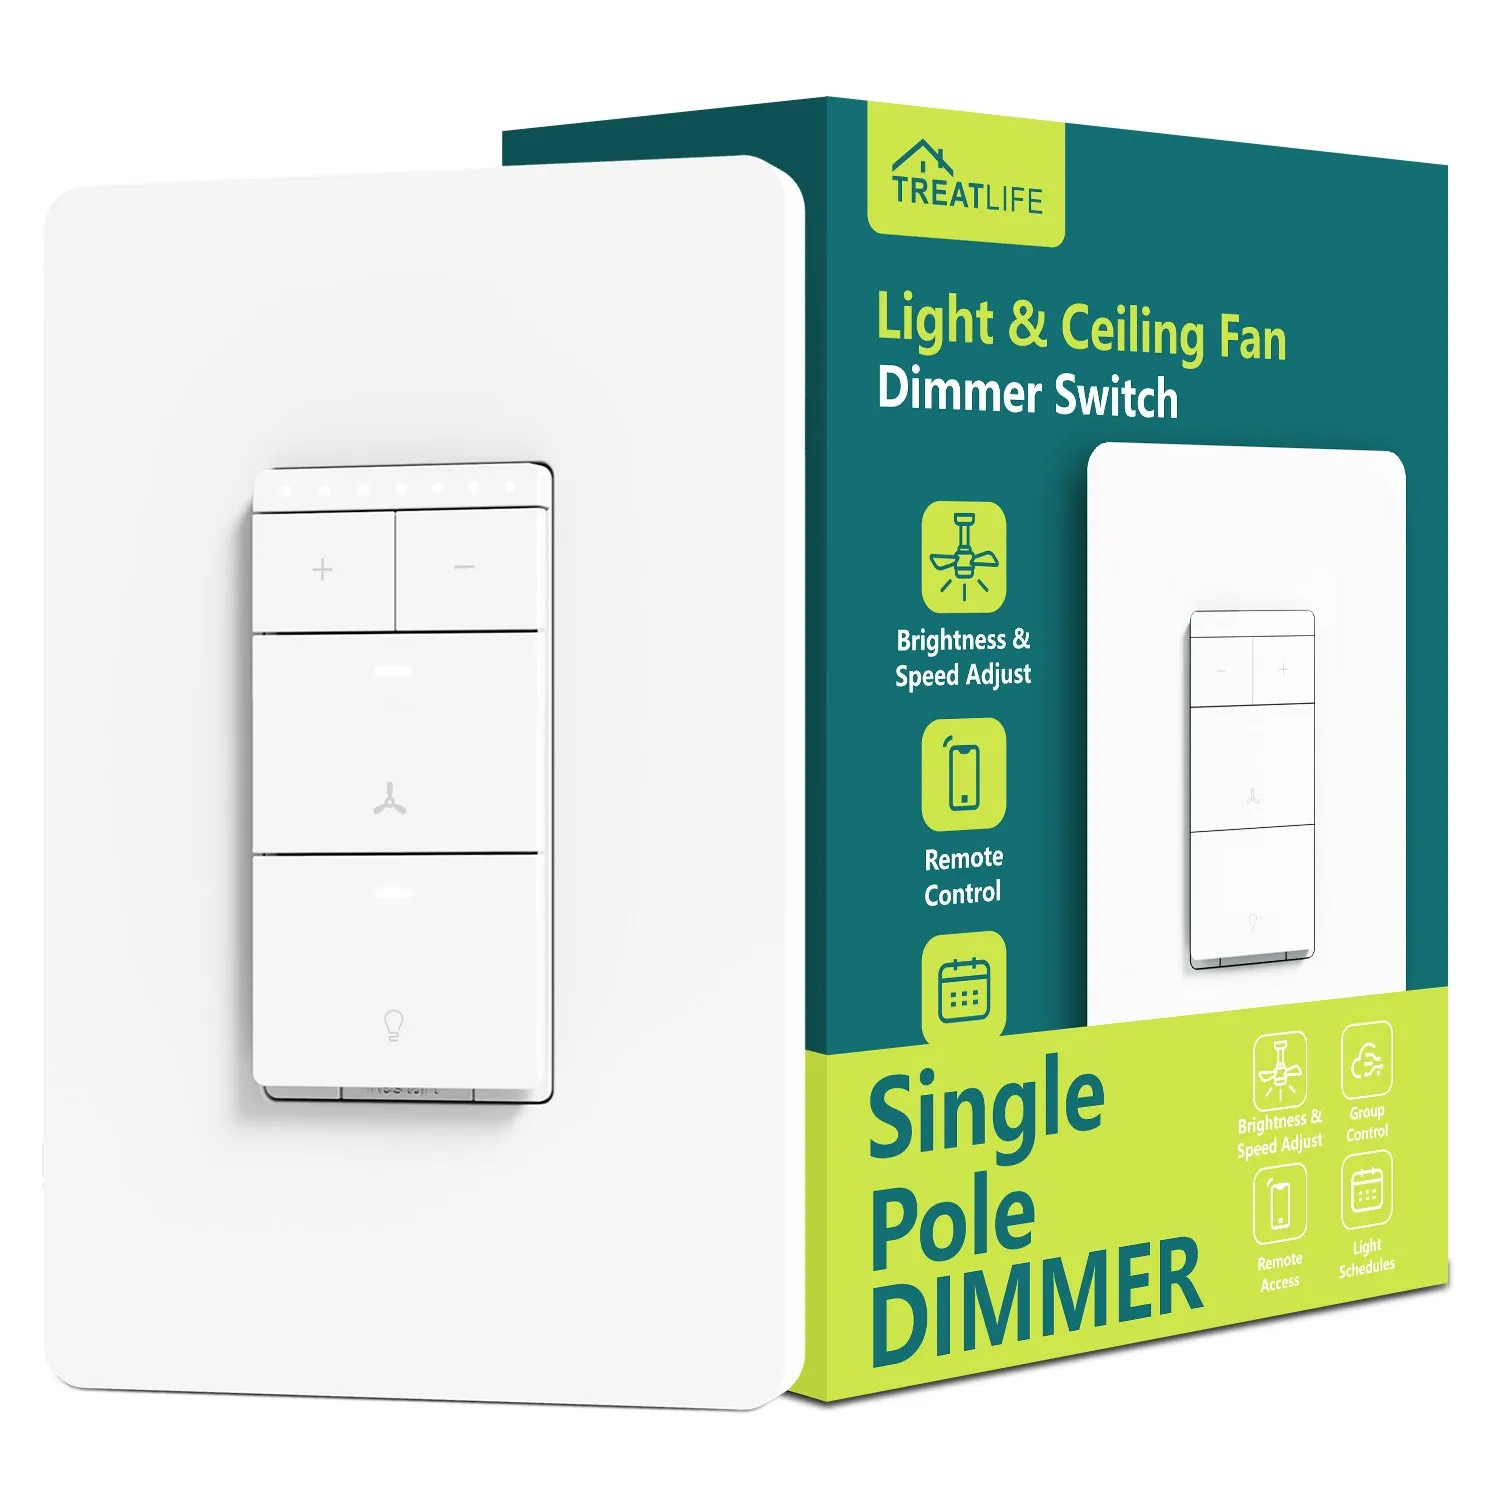 TREATLIFE
Light & Ceiling Fan
Dimmer Switch
Brightness &
Speed Adjust
Remote
Control
Single
Pole
DIMMER
Brightness &
Speed Adjust
Group
Control
Remote
Access
Light
Schedules